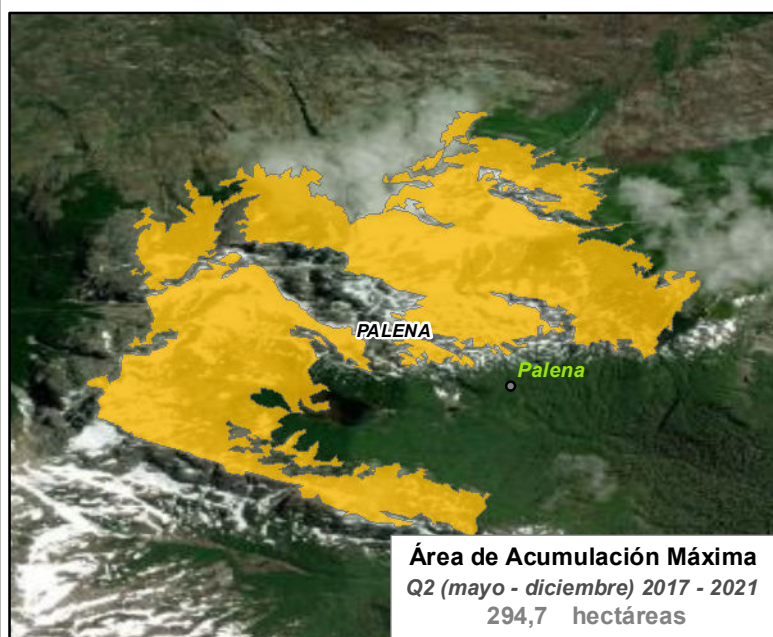 PALENA
Palena
Área de Acumulación Máxima
Q2 (mayo - diciembre) 2017 - 2021
294,7 hectáreas